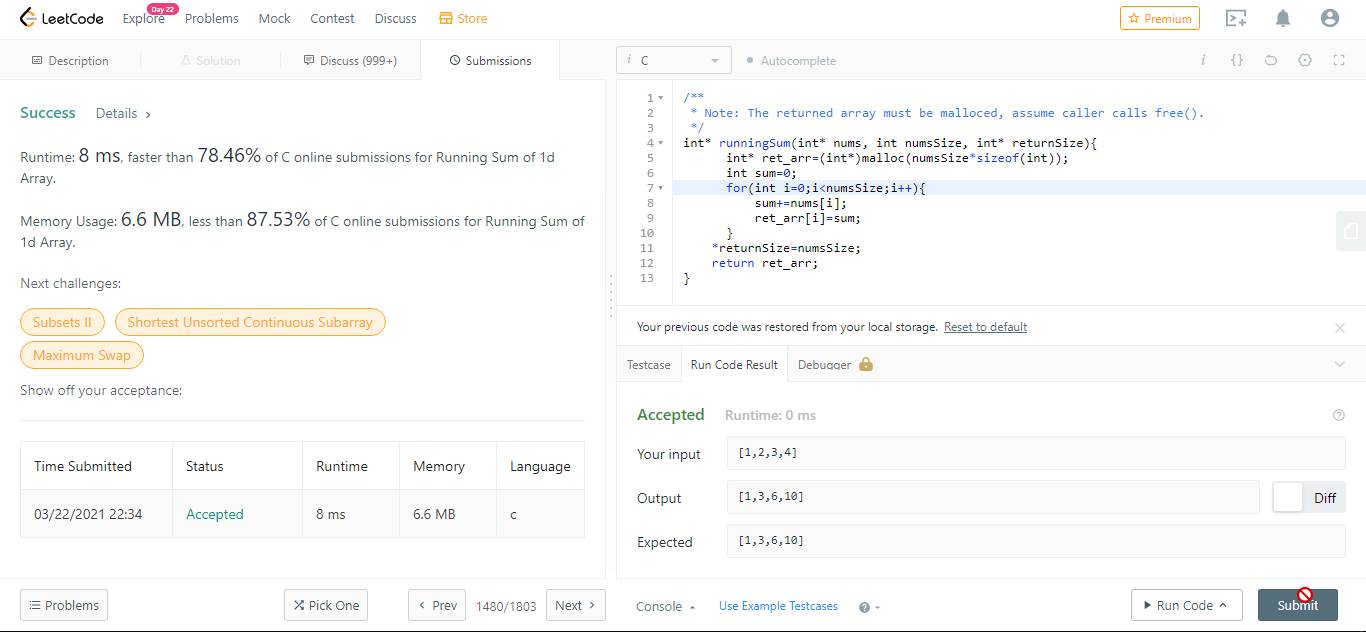 LeetCode
Explore
Day 22
Problems
Mock
Contest
Discuss
Store
Premium
Description
Solution
Discuss (999+)
Submissions
i C
Autocomplete
Success
Details
Runtime: 8 ms, faster than 78.46% of C online submissions for Running Sum of 1d
Array.
Memory Usage: 6.6 MB, less than 87.53% of C online submissions for Running Sum of
1d Array.
Next challenges:
Subsets II
Shortest Unsorted Continuous Subarray
Maximum Swap
Show off your acceptance:
Time Submitted Status Runtime Memory Language
03/22/2021 22:34 Accepted 8 ms 6.6 MB c
Problems
Pick One
Prev
1480/1803
Next
1 /**
2 * Note: The returned array must be malloced, assume caller calls free().
3 */
4 int* runningSum(int* nums, int numsSize, int* returnSize){
5 int* ret_arr=(int*)malloc(numsSize*sizeof(int));
6 int sum=0;
7 for(int i=0;i<numsSize;i++){
8 sum+=nums[i];
9 ret_arr[i]=sum;
10 }
11 *returnSize=numsSize;
12 return ret_arr;
13 }
Your previous code was restored from your local storage. Reset to default
Testcase
Run Code Result
Debugger
Accepted
Runtime: 0 ms
Your input
[1,2,3,4]
Output
[1,3,6,10]
Diff
Expected
[1,3,6,10]
Console
Use Example Testcases
Run Code
Submit